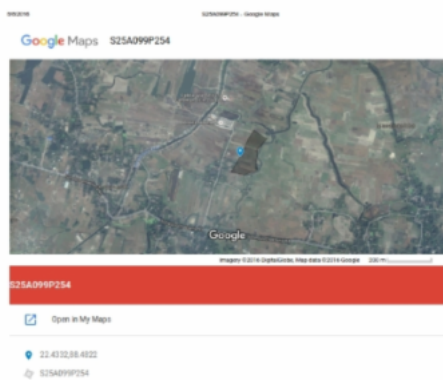 S25A099P254 - Google Maps
Google Maps S25A099P254
Google
Imagery ©2016 DigitalGlobe, Map data ©2016 Google 200 m
S25A099P254
Open in My Maps
22.4332,88.4822
S25A099P254